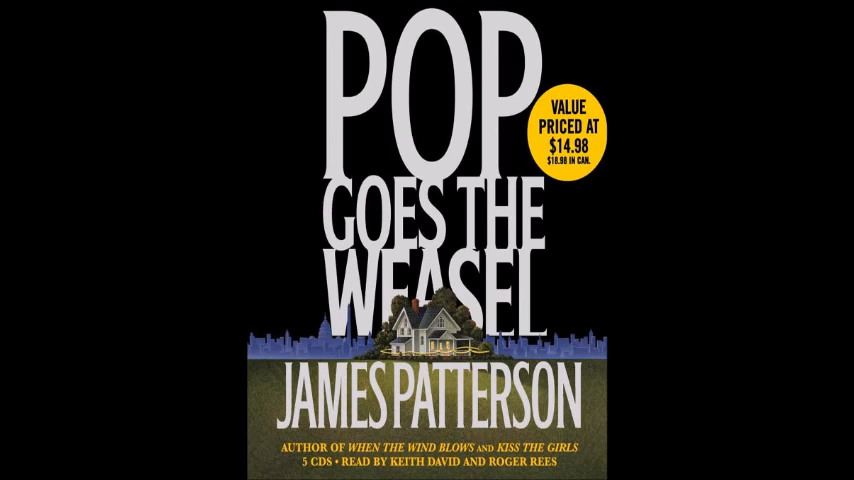 POP
GOES THE
WEASEL
VALUE
PRICED AT
$14.98
$18.98 IN CAN.
JAMES PATTERSON
AUTHOR OF WHEN THE WIND BLOWS AND KISS THE GIRLS
5 CDS • READ BY KEITH DAVID AND ROGER REES